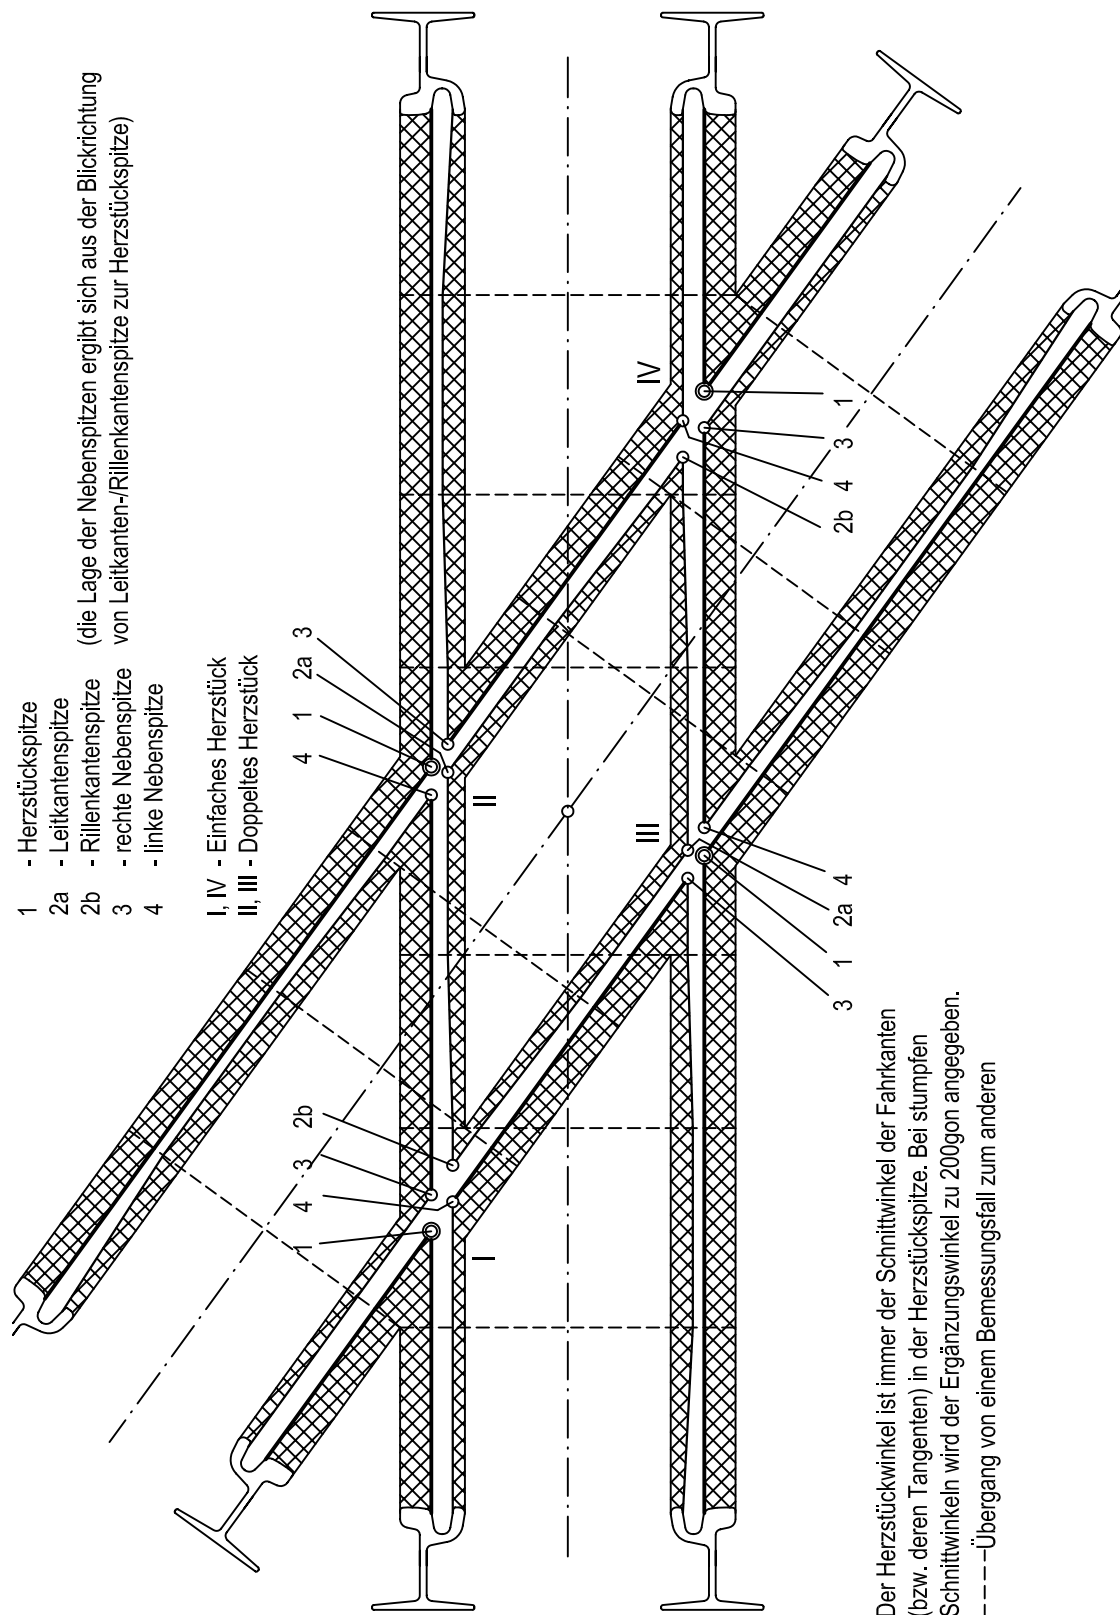 1 - Herzstückspitze
2a - Leitkantenspitze
2b - Rillenkantenspitze (die Lage der Nebenspitzen ergibt sich aus der Blickrichtung
3 - rechte Nebenspitze von Leitkanten-/Rillenkantenspitze zur Herzstückspitze)
4 - linke Nebenspitze
I, IV - Einfaches Herzstück
II, III - Doppeltes Herzstück
1
4
3
2b
4
1
2a
3
I
II
III
IV
3
1
2a
4
2b
4
3
1
Der Herzstückwinkel ist immer der Schnittwinkel der Fahrkanten
(bzw. deren Tangenten) in der Herzstückspitze. Bei stumpfen
Schnittwinkeln wird der Ergänzungswinkel zu 200gon angegeben.
----Übergang von einem Bemessungsfall zum anderen